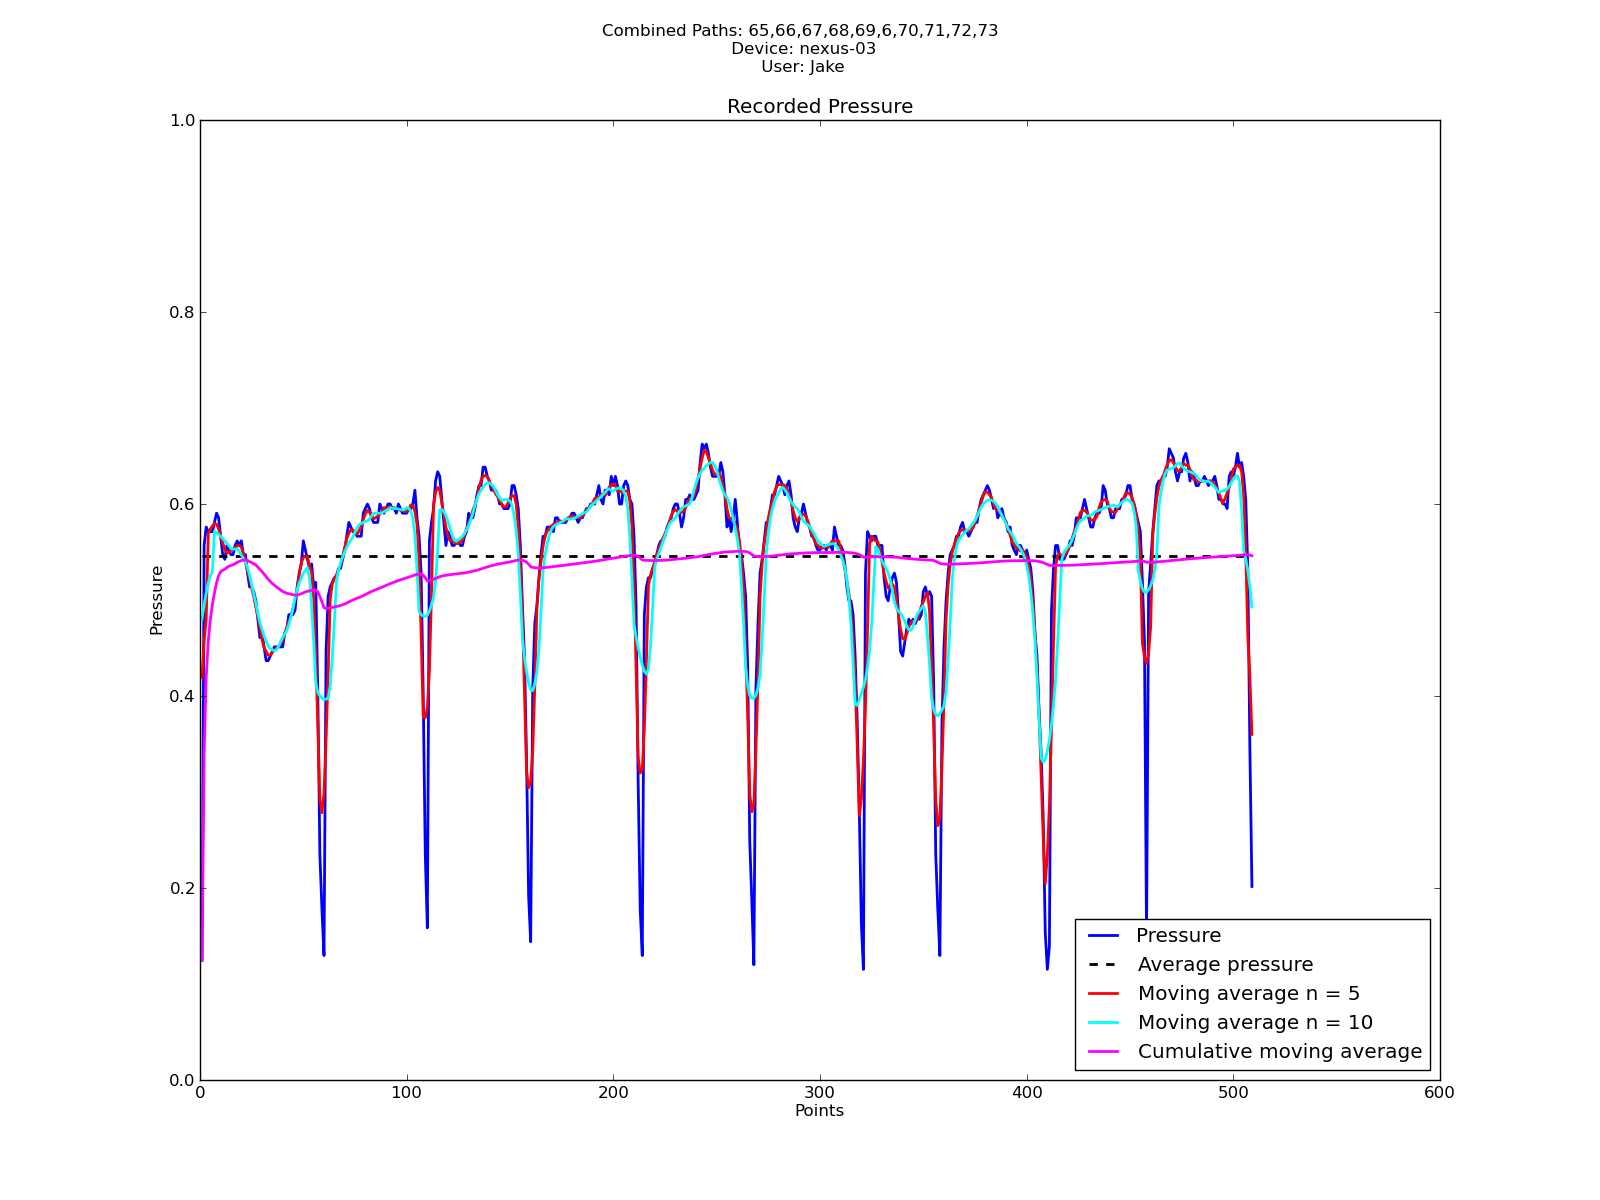 Combined Paths: 65,66,67,68,69,6,70,71,72,73
Device: nexus-03
User: Jake
Recorded Pressure
1.0
0.8
0.6
0.4
0.2
0.0
Pressure
0 100 200 300 400 500 600
Points
Pressure
Average pressure
Moving average n = 5
Moving average n = 10
Cumulative moving average